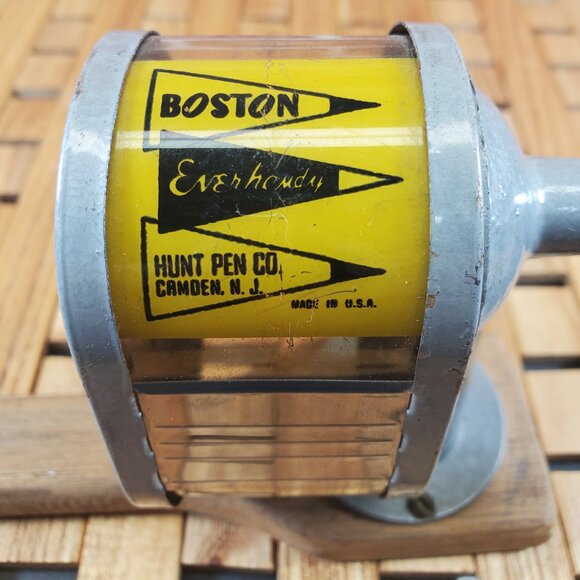 BOSTON
Everhandy
HUNT PEN CO.
CAMDEN, N. J.
MADE IN U.S.A.